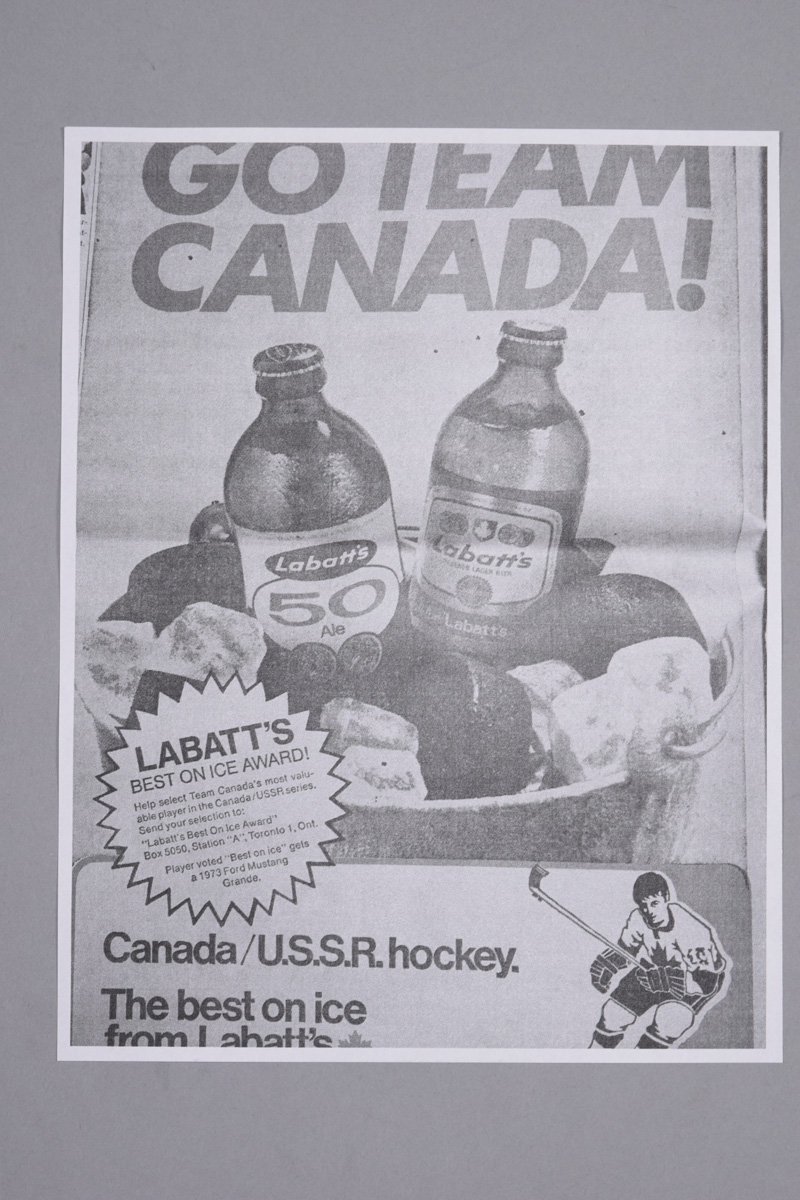 GO TEAM
CANADA!
Labatt's
50
Ale
Labatt's
LAGER BEER
Labatt's
LABATT'S
BEST ON ICE AWARD!
Help select Team Canada's most valu-
able player in the Canada/USSR series.
Send your selection to:
"Labatt's Best On Ice Award"
Box 5050, Station "A", Toronto 1, Ont.
Player voted "Best on ice" gets
a 1973 Ford Mustang
Grande.
Canada/U.S.S.R. hockey.
The best on ice
from Labatt's